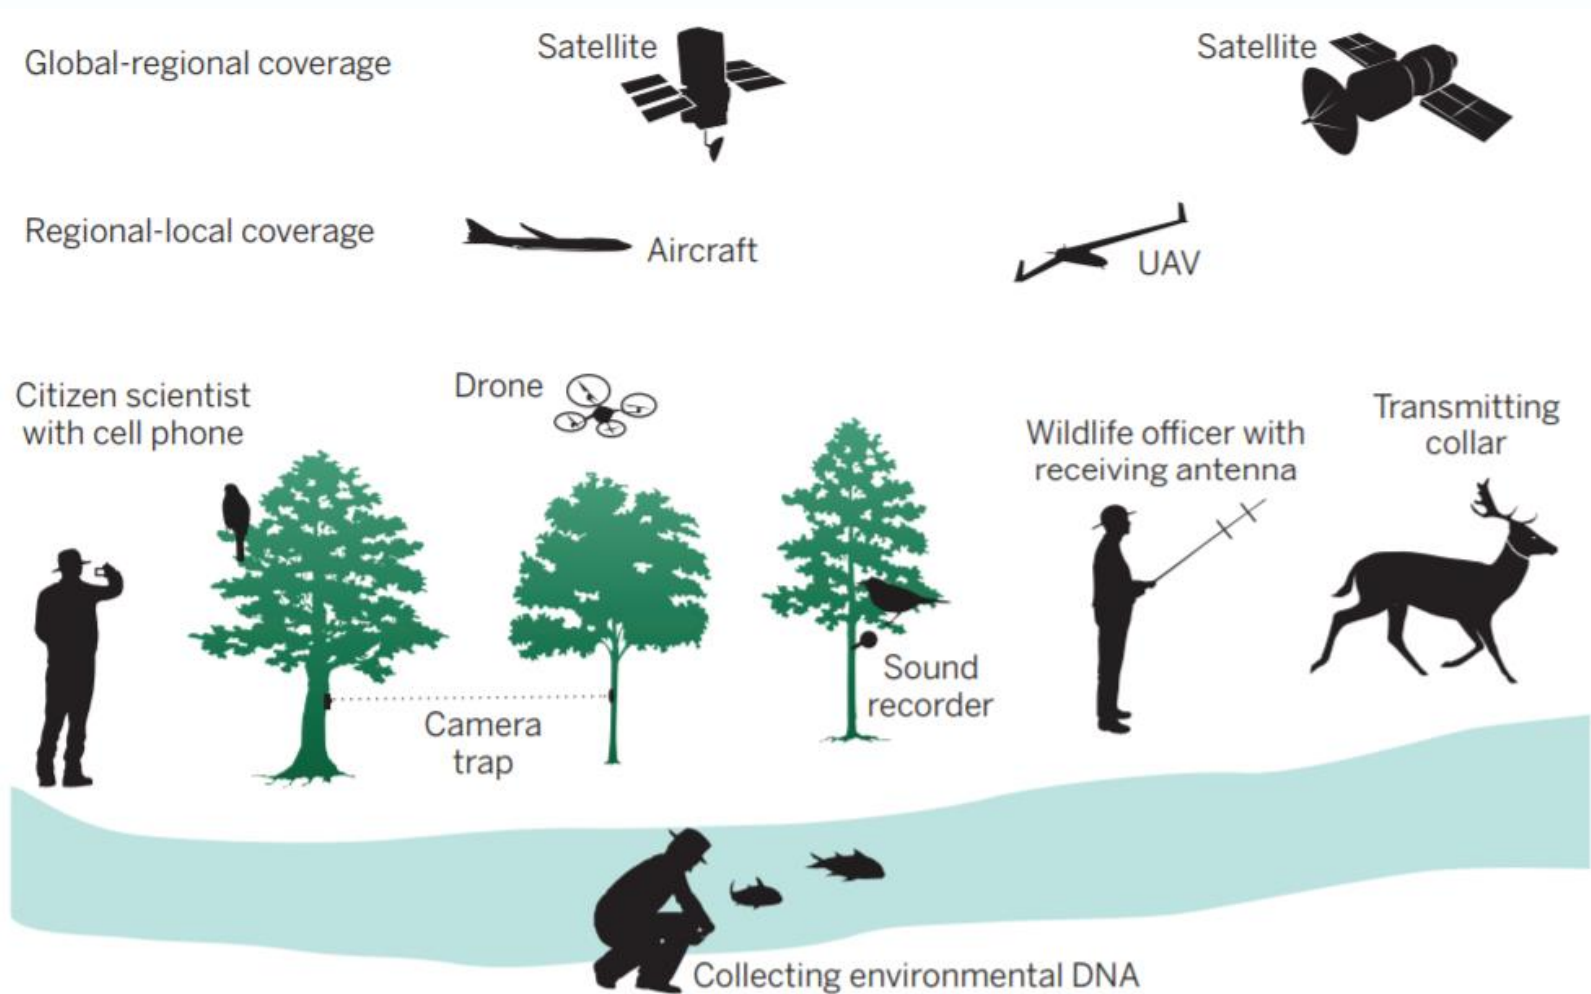 Global-regional coverage
Satellite
Satellite
Regional-local coverage
Aircraft
UAV
Citizen scientist
with cell phone
Drone
Wildlife officer with
receiving antenna
Transmitting
collar
Camera
trap
Sound
recorder
Collecting environmental DNA